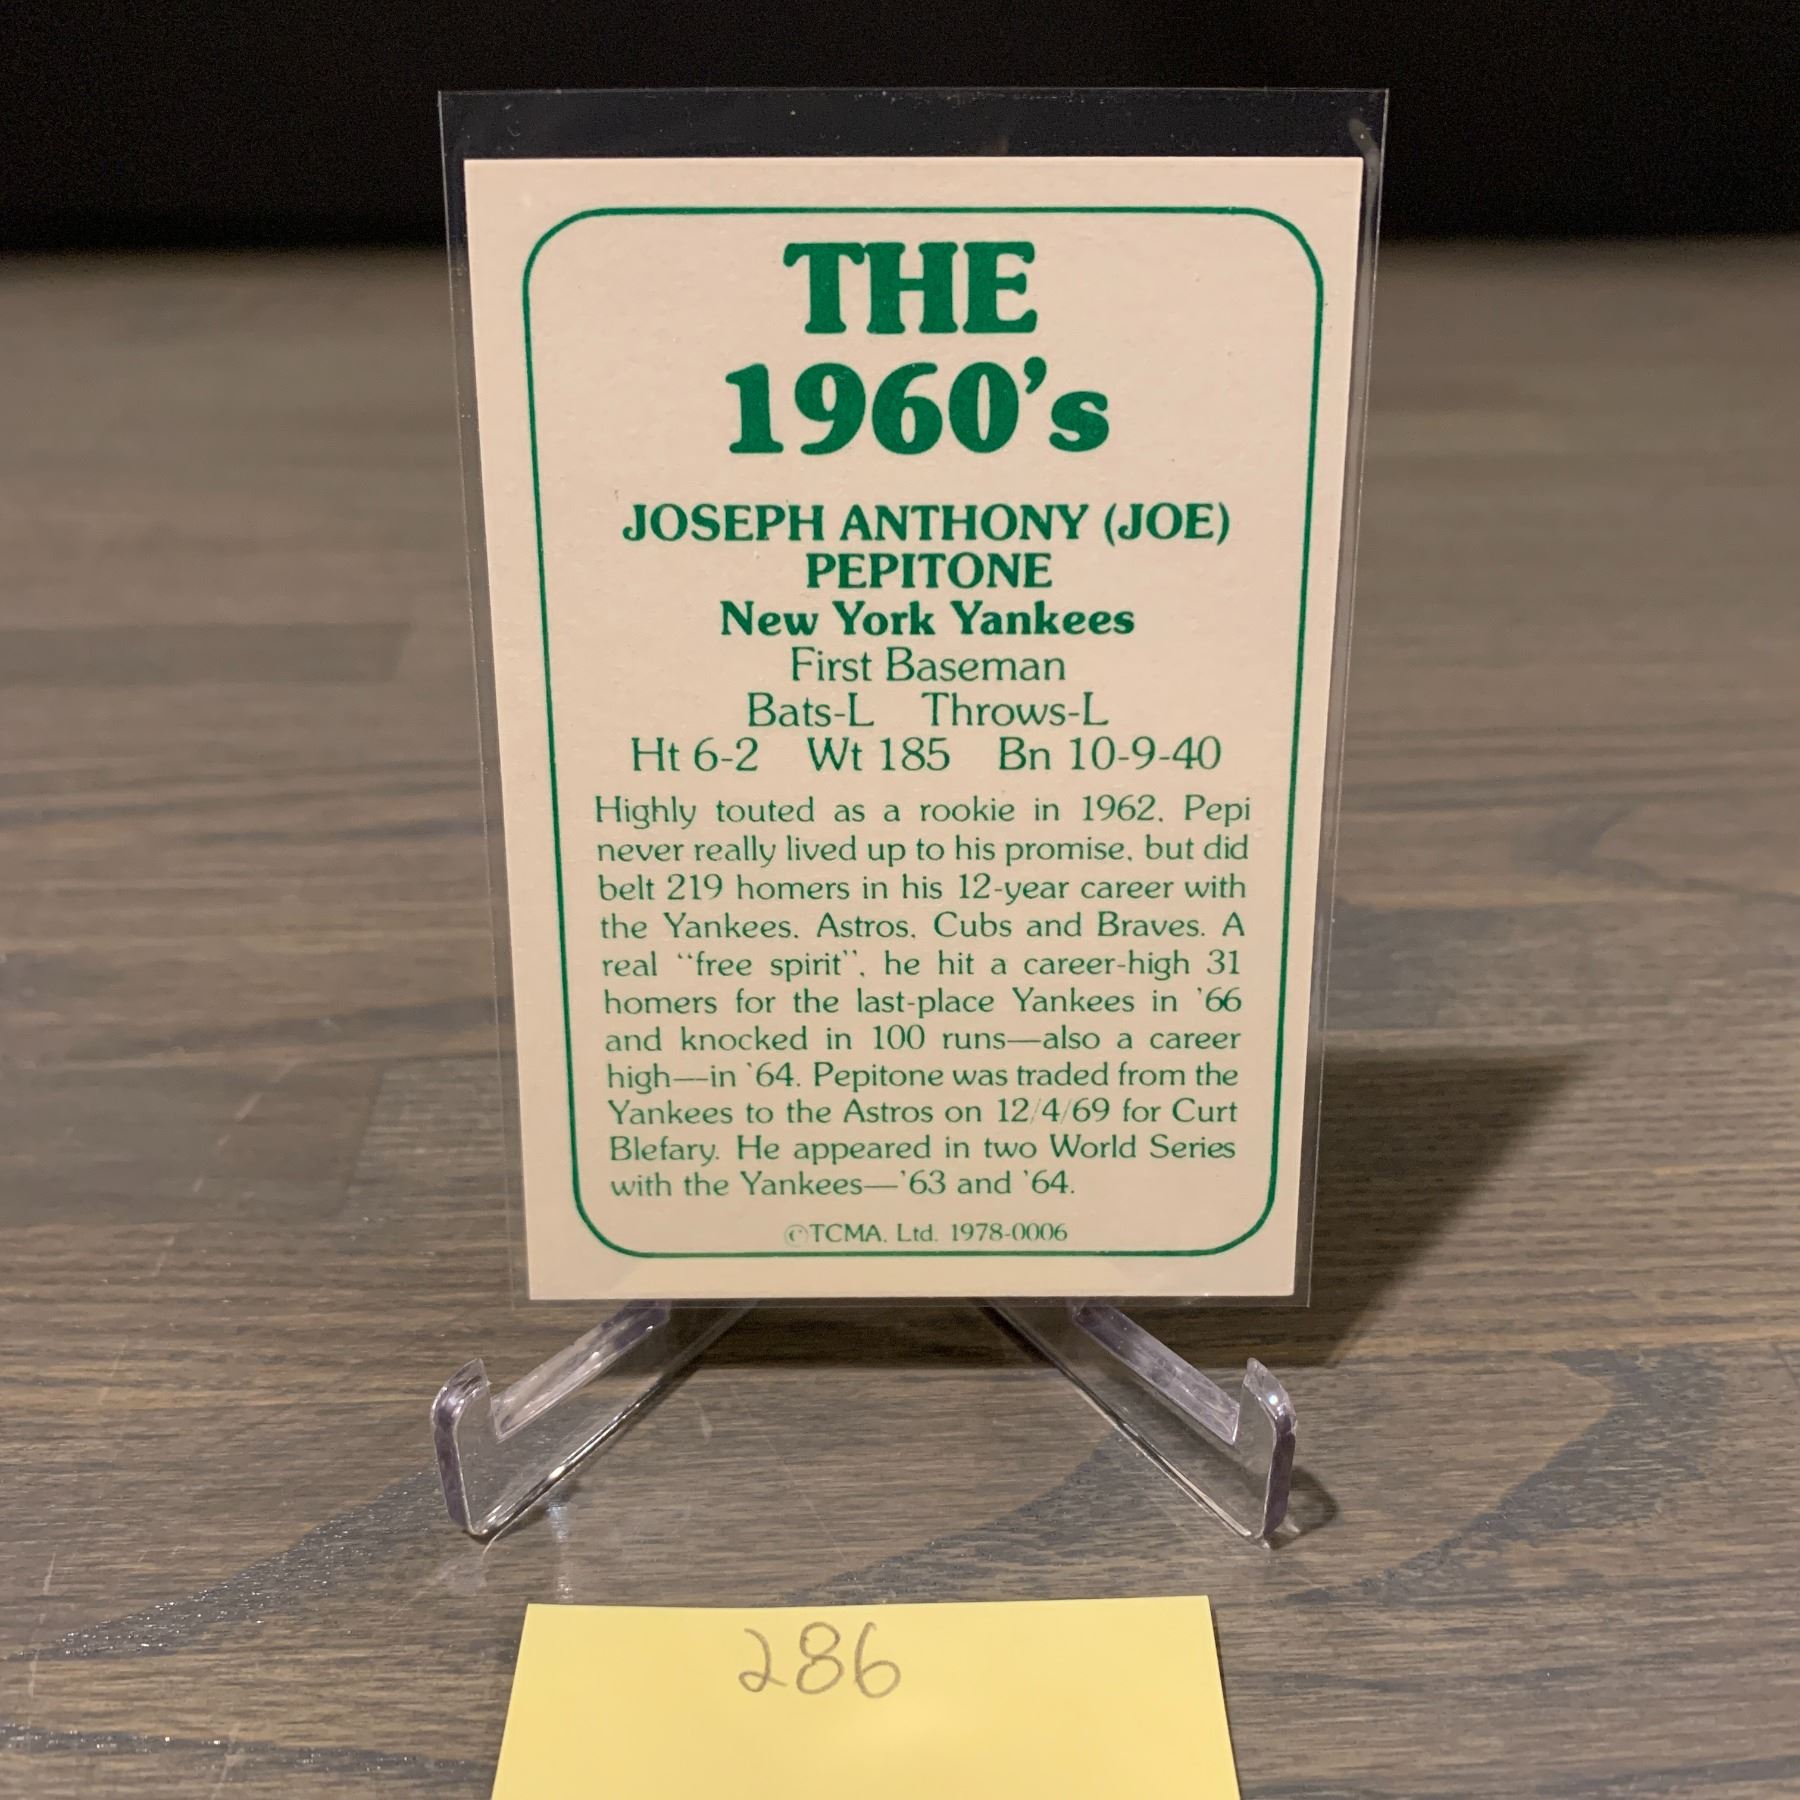 THE
1960's
JOSEPH ANTHONY (JOE)
PEPITONE
New York Yankees
First Baseman
Bats-L Throws-L
Ht 6-2 Wt 185 Bn 10-9-40
Highly touted as a rookie in 1962, Pepi
never really lived up to his promise, but did
belt 219 homers in his 12-year career with
the Yankees, Astros, Cubs and Braves. A
real "free spirit", he hit a career-high 31
homers for the last-place Yankees in '66
and knocked in 100 runs—also a career
high—in '64. Pepitone was traded from the
Yankees to the Astros on 12/4/69 for Curt
Blefary. He appeared in two World Series
with the Yankees—'63 and '64.
©TCMA, Ltd. 1978-0006
286